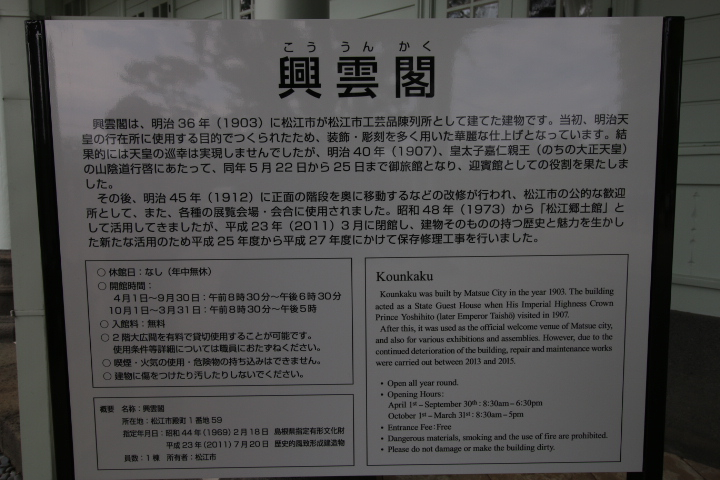 こううんかく
興雲閣
興雲閣は、明治36年（1903）に松江市が松江市工芸品陳列所として建てた建物です。当初、明治天
皇の行在所に使用する目的でつくられたため、装飾・彫刻を多く用いた華麗な仕上げとなっています。結
果的には天皇の巡幸は実現しませんでしたが、明治40年（1907）、皇太子嘉仁親王（のちの大正天皇）
の山陰道行啓にあたって、同年5月22日から25日まで御旅館となり、迎賓館としての役割を果たしま
した。
その後、明治45年（1912）に正面の階段を奥に移動するなどの改修が行われ、松江市の公的な歓迎
所として、また、各種の展覧会場・会合に使用されました。昭和48年（1973）から「松江郷土館」と
して活用してきましたが、平成23年（2011）3月に閉館し、建物そのものの持つ歴史と魅力を生かし
た新たな活用のため平成25年度から平成27年度にかけて保存修理工事を行いました。
○ 休館日：なし（年中無休）
○ 開館時間：
4月1日～9月30日：午前8時30分～午後6時30分
10月1日～3月31日：午前8時30分～午後5時
○ 入館料：無料
○ 2階大広間を有料で貸切使用することが可能です。
使用条件等詳細については職員におたずねください。
○ 喫煙・火気の使用・危険物の持ち込みはできません。
○ 建物に傷をつけたり汚したりしないでください。
概要 名称：興雲閣
所在地：松江市殿町1番地59
指定年月日：昭和44年（1969）2月18日 島根県指定有形文化財
平成23年（2011）7月20日 歴史的風致形成建造物
員数：1棟 所有者：松江市
Kounkaku
Kounkaku was built by Matsue City in the year 1903. The building
acted as a State Guest House when His Imperial Highness Crown
Prince Yoshihito (later Emperor Taishō) visited in 1907.
After this, it was used as the official welcome venue of Matsue city,
and also for various exhibitions and assemblies. However, due to the
continued deterioration of the building, repair and maintenance works
were carried out between 2013 and 2015.
• Open all year round.
• Opening Hours:
April 1st – September 30th : 8:30am – 6:30pm
October 1st – March 31st : 8:30am – 5pm
• Entrance Fee : Free
• Dangerous materials, smoking and the use of fire are prohibited.
• Please do not damage or make the building dirty.